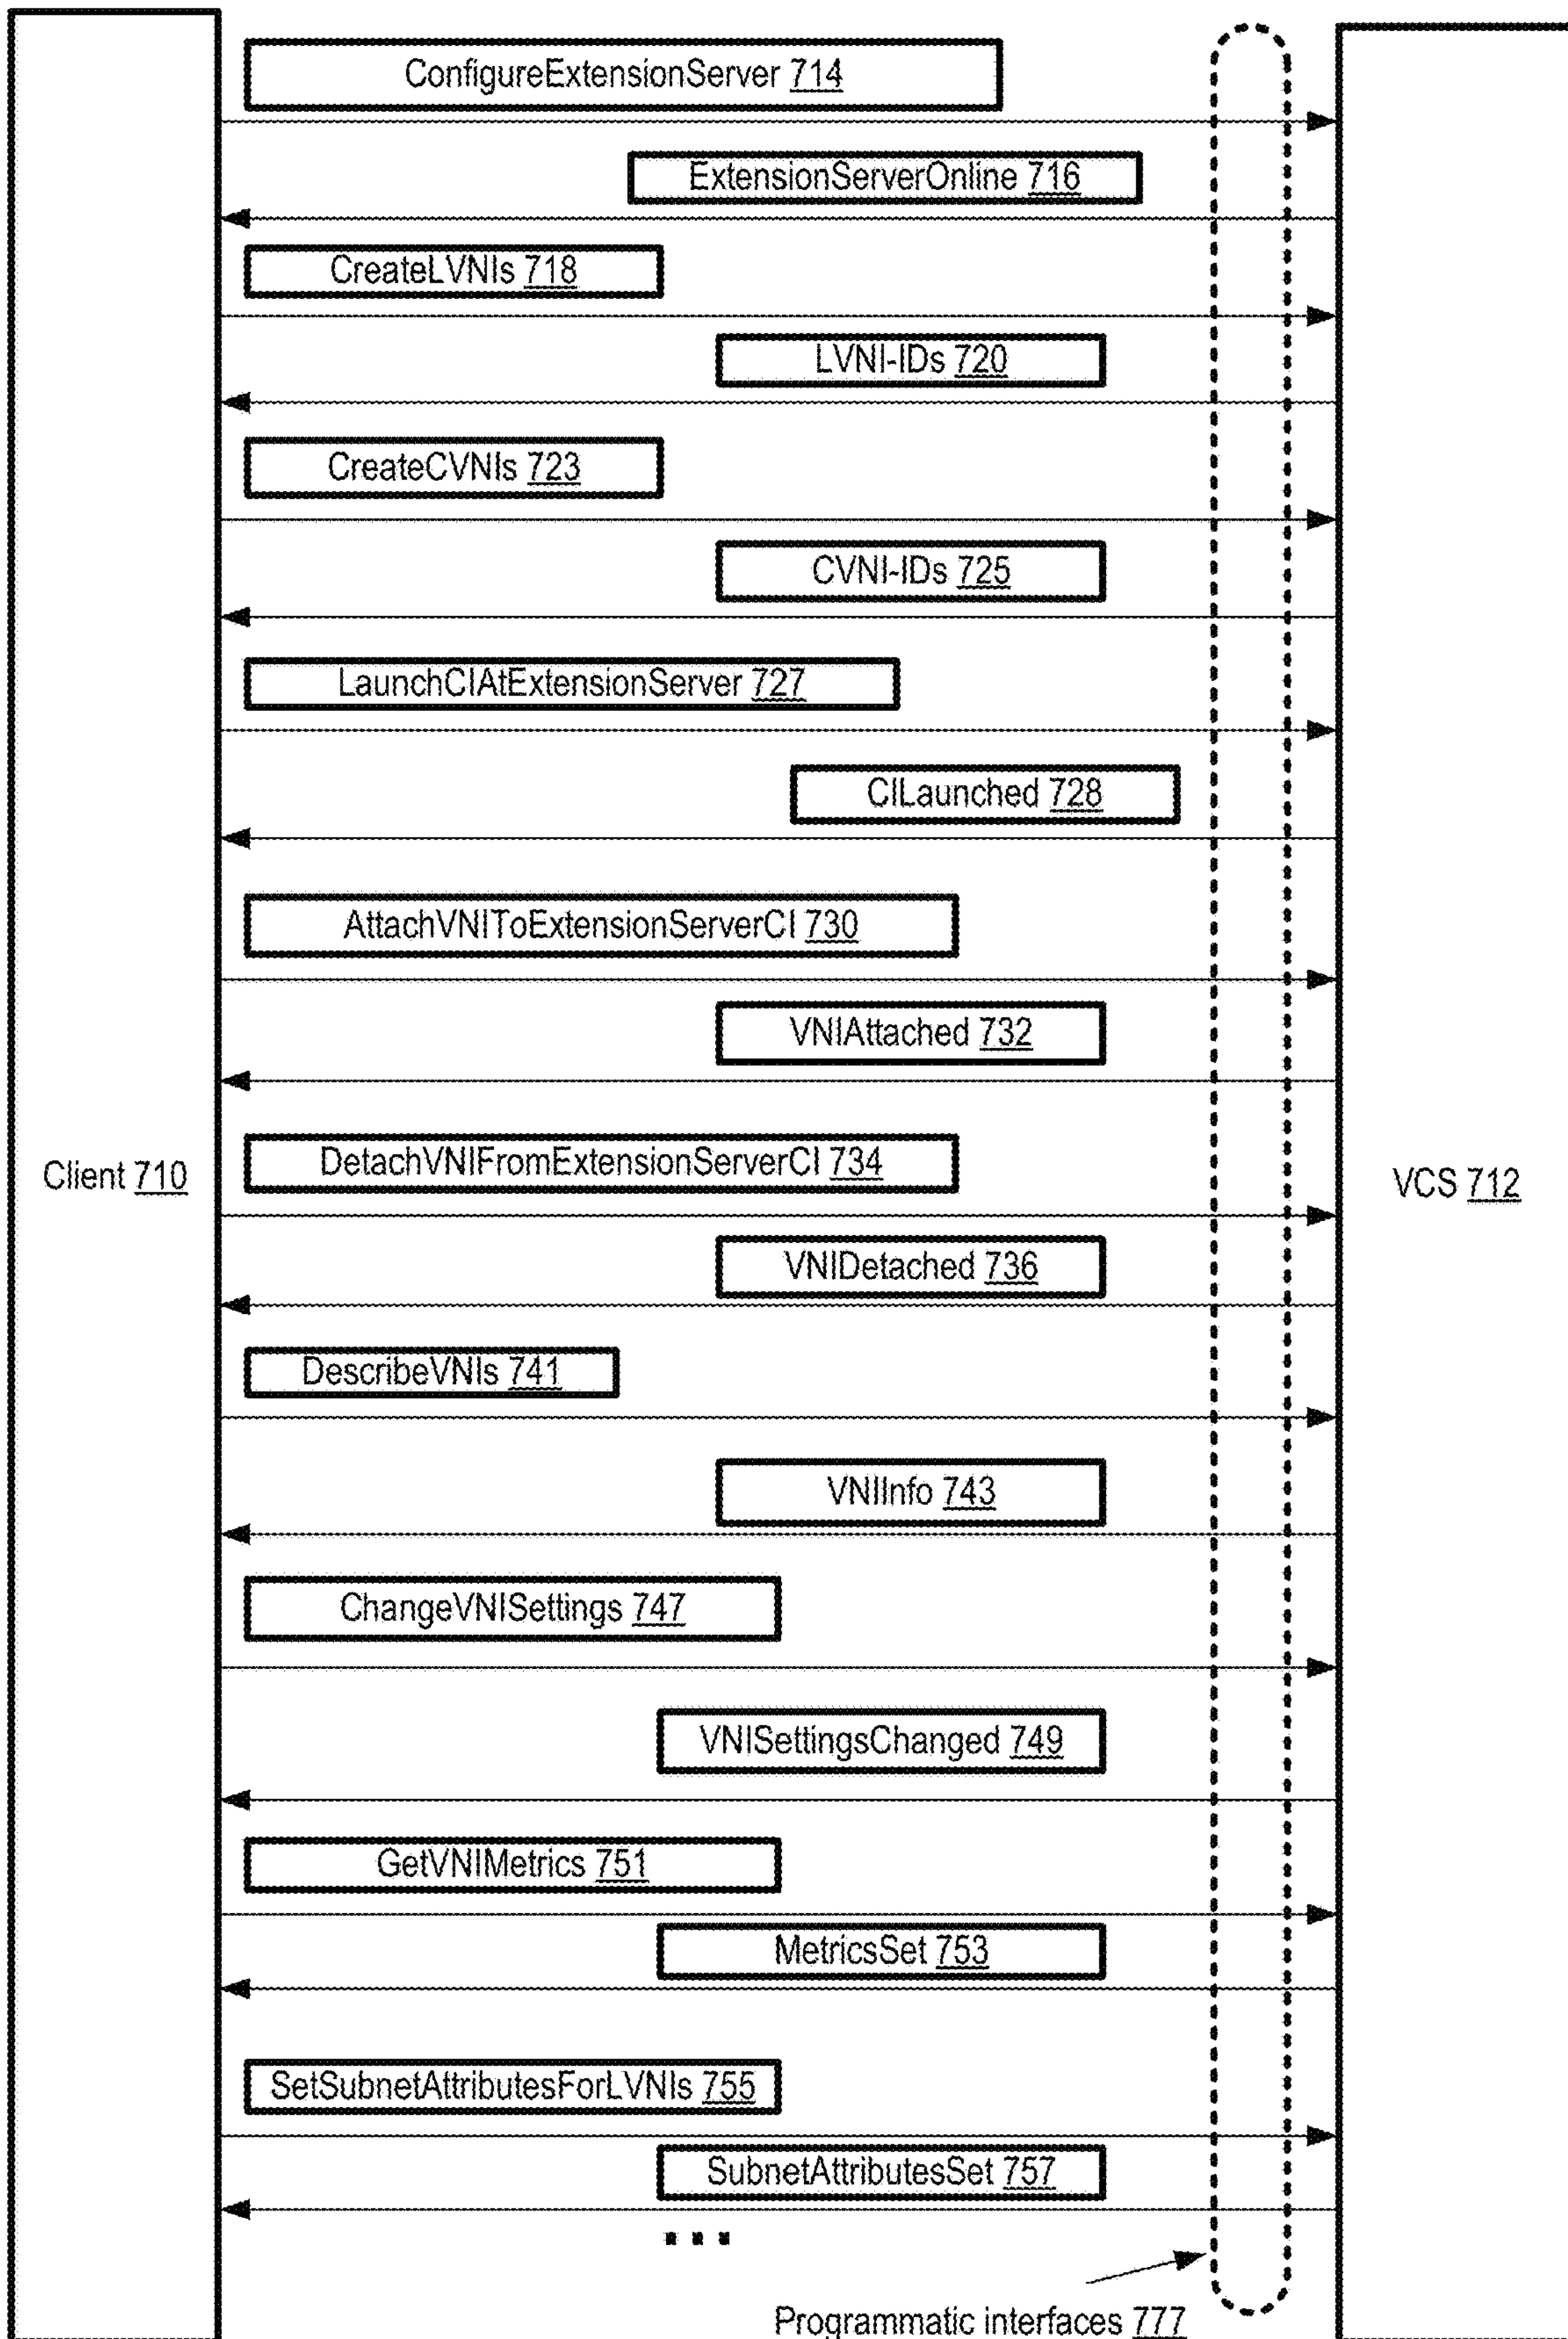 ConfigureExtensionServer 714
ExtensionServerOnline 716
CreateLVNIs 718
LVNI-IDs 720
CreateCVNIs 723
CVNI-IDs 725
LaunchCIAtExtensionServer 727
CILaunched 728
AttachVNIToExtensionServerCI 730
VNIAttached 732
Client 710
DetachVNIFromExtensionServerCI 734
VCS 712
VNIDetached 736
DescribeVNIs 741
VNIInfo 743
ChangeVNISettings 747
VNISettingsChanged 749
GetVNIMetrics 751
MetricsSet 753
SetSubnetAttributesForLVNIs 755
SubnetAttributesSet 757
...
Programmatic interfaces 777